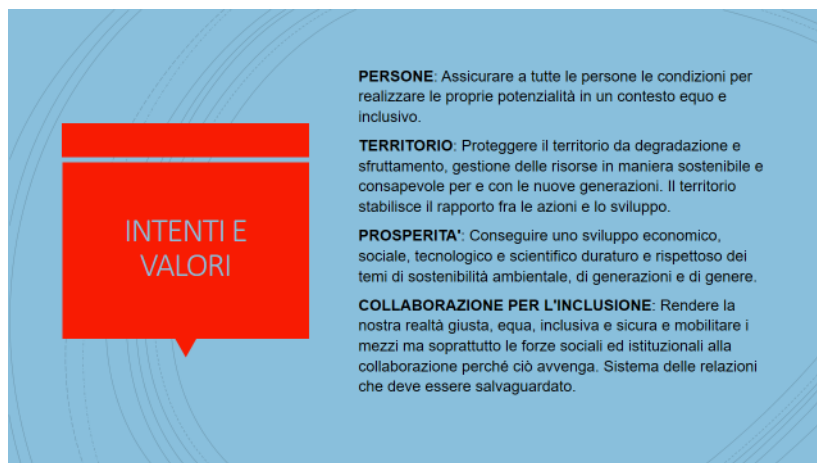 INTENTI E
VALORI
PERSONE: Assicurare a tutte le persone le condizioni per
realizzare le proprie potenzialità in un contesto equo e
inclusivo.
TERRITORIO: Proteggere il territorio da degradazione e
sfruttamento, gestione delle risorse in maniera sostenibile e
consapevole per e con le nuove generazioni. Il territorio
stabilisce il rapporto fra le azioni e lo sviluppo.
PROSPERITA': Conseguire uno sviluppo economico,
sociale, tecnologico e scientifico duraturo e rispettoso dei
temi di sostenibilità ambientale, di generazioni e di genere.
COLLABORAZIONE PER L'INCLUSIONE: Rendere la
nostra realtà giusta, equa, inclusiva e sicura e mobilitare i
mezzi ma soprattutto le forze sociali ed istituzionali alla
collaborazione perché ciò avvenga. Sistema delle relazioni
che deve essere salvaguardato.